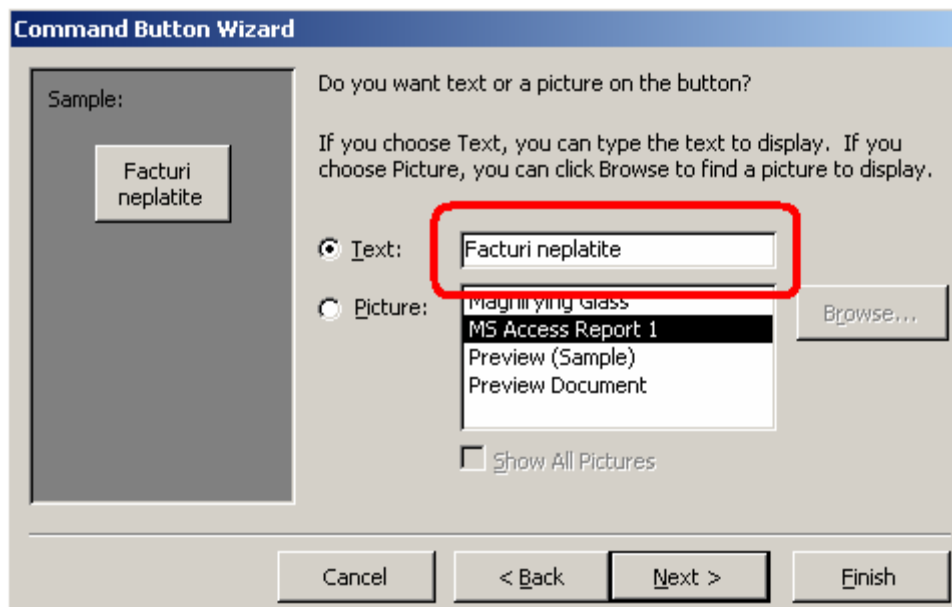 Command Button Wizard
Sample:
Facturi
neplatite
Do you want text or a picture on the button?
If you choose Text, you can type the text to display. If you
choose Picture, you can click Browse to find a picture to display.
Text:
Facturi neplatite
Picture:
Magnifying Glass
MS Access Report 1
Preview (Sample)
Preview Document
Browse...
Show All Pictures
Cancel
< Back
Next >
Finish